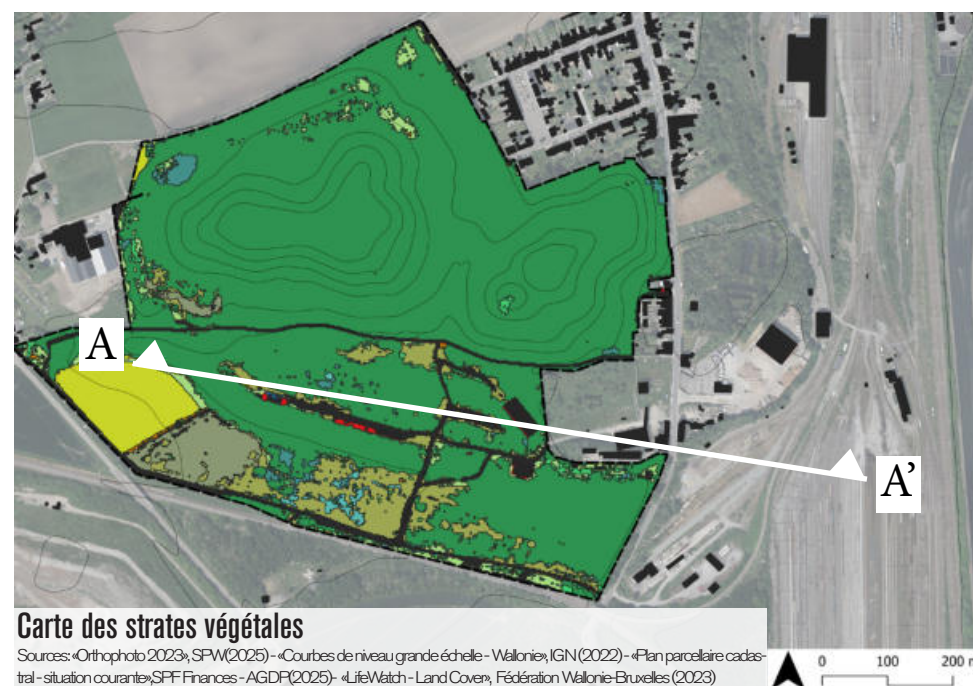 A
A'
Carte des strates végétales
Sources: «Orthophoto 2023», SPW(2025) - «Courbes de niveau grande échelle - Wallonie», IGN (2022) - «Plan parcellaire cadas-
tral - situation courante»,SPF Finances - AGDP(2025)- «LifeWatch - Land Cover», Fédération Wallonie-Bruxelles (2023)
0 100 200 m